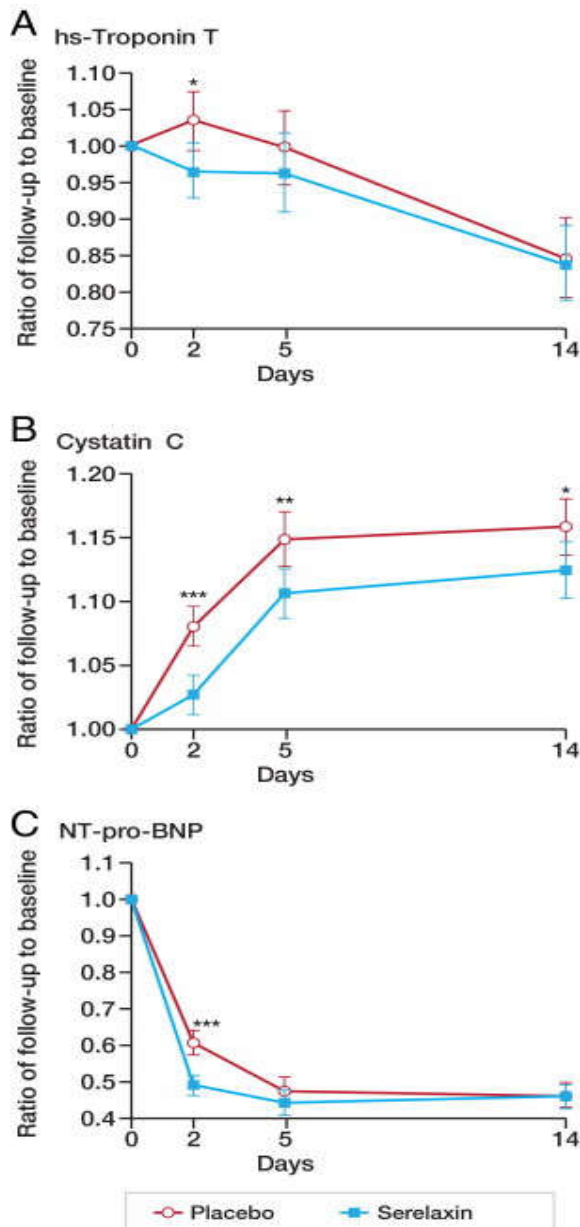 A
hs-Troponin T
Ratio of follow-up to baseline
1.10
1.05
1.00
0.95
0.90
0.85
0.80
0.75
*
0 2 5 14
Days
B
Cystatin C
Ratio of follow-up to baseline
1.20
1.15
1.10
1.05
1.00
***
**
*
0 2 5 14
Days
C
NT-pro-BNP
Ratio of follow-up to baseline
1.1
1.0
0.9
0.8
0.7
0.6
0.5
0.4
***
0 2 5 14
Days
Placebo Serelaxin